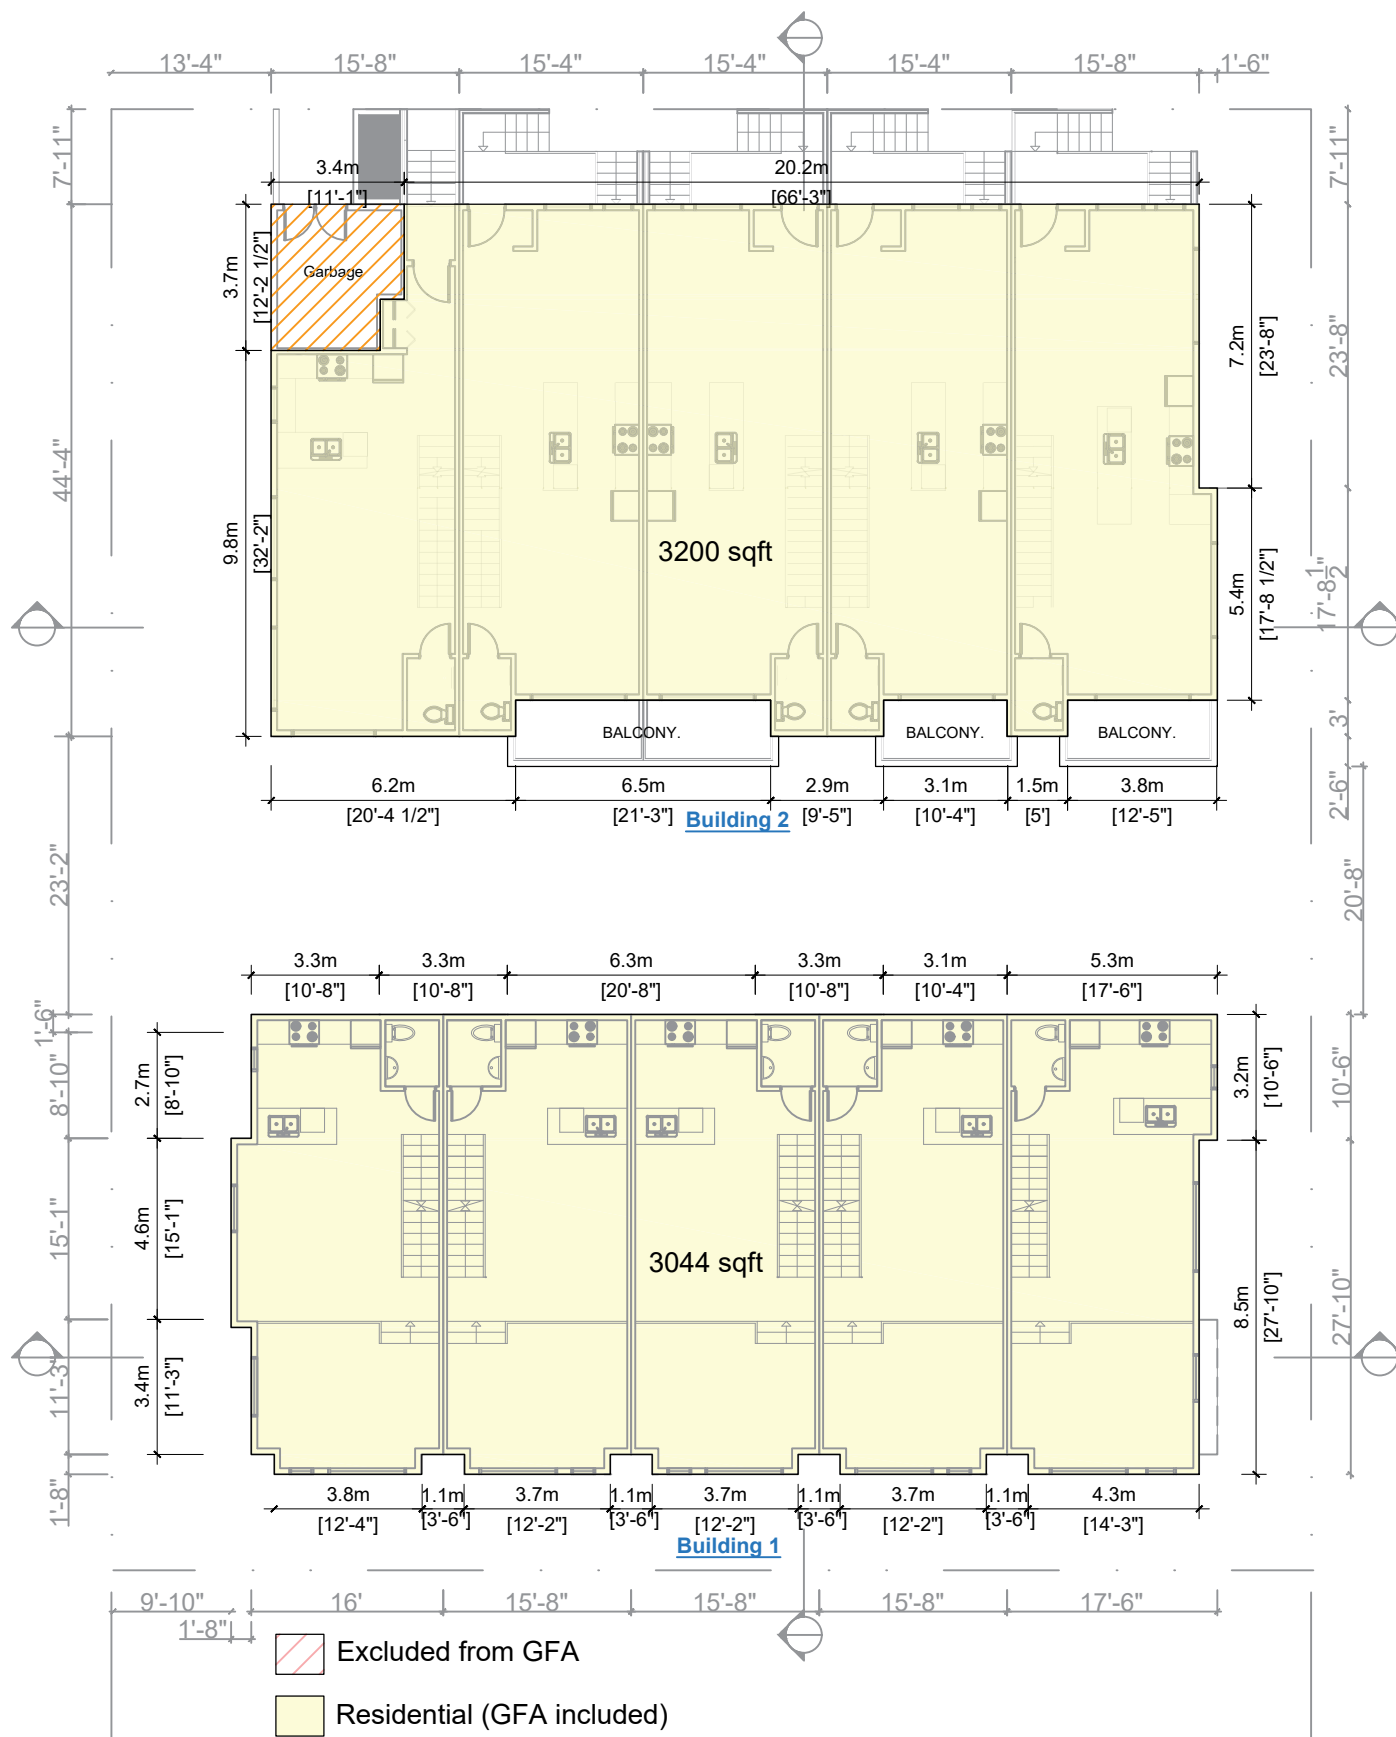 13'-4" 15'-8" 15'-4" 15'-4" 15'-4" 15'-8" 1'-6"
7'-11" 7'-11"
3.4m 20.2m
[11'-1"] [66'-3"]
Garbage
3.7m
[12'-2 1/2"]
7.2m
[23'-8"]
23'-8"
44'-4"
9.8m
[32'-2"]
3200 sqft
5.4m
[17'-8 1/2"]
17'-8 1/2"
BALCONY. BALCONY. BALCONY.
3'
2'-6"
6.2m 6.5m 2.9m 3.1m 1.5m 3.8m
[20'-4 1/2"] [21'-3"] [9'-5"] [10'-4"] [5'] [12'-5"]
Building 2
23'-2"
20'-8"
3.3m 3.3m 6.3m 3.3m 3.1m 5.3m
[10'-8"] [10'-8"] [20'-8"] [10'-8"] [10'-4"] [17'-6"]
1'-6"
8'-10"
2.7m
[8'-10"]
3.2m
[10'-6"]
10'-6"
15'-1"
4.6m
[15'-1"]
3044 sqft
8.5m
[27'-10"]
27'-10"
11'-3"
3.4m
[11'-3"]
1'-8"
3.8m 1.1m 3.7m 1.1m 3.7m 1.1m 3.7m 1.1m 4.3m
[12'-4"] [3'-6"] [12'-2"] [3'-6"] [12'-2"] [3'-6"] [12'-2"] [3'-6"] [14'-3"]
Building 1
9'-10" 16' 15'-8" 15'-8" 15'-8" 17'-6"
1'-8"
Excluded from GFA
Residential (GFA included)